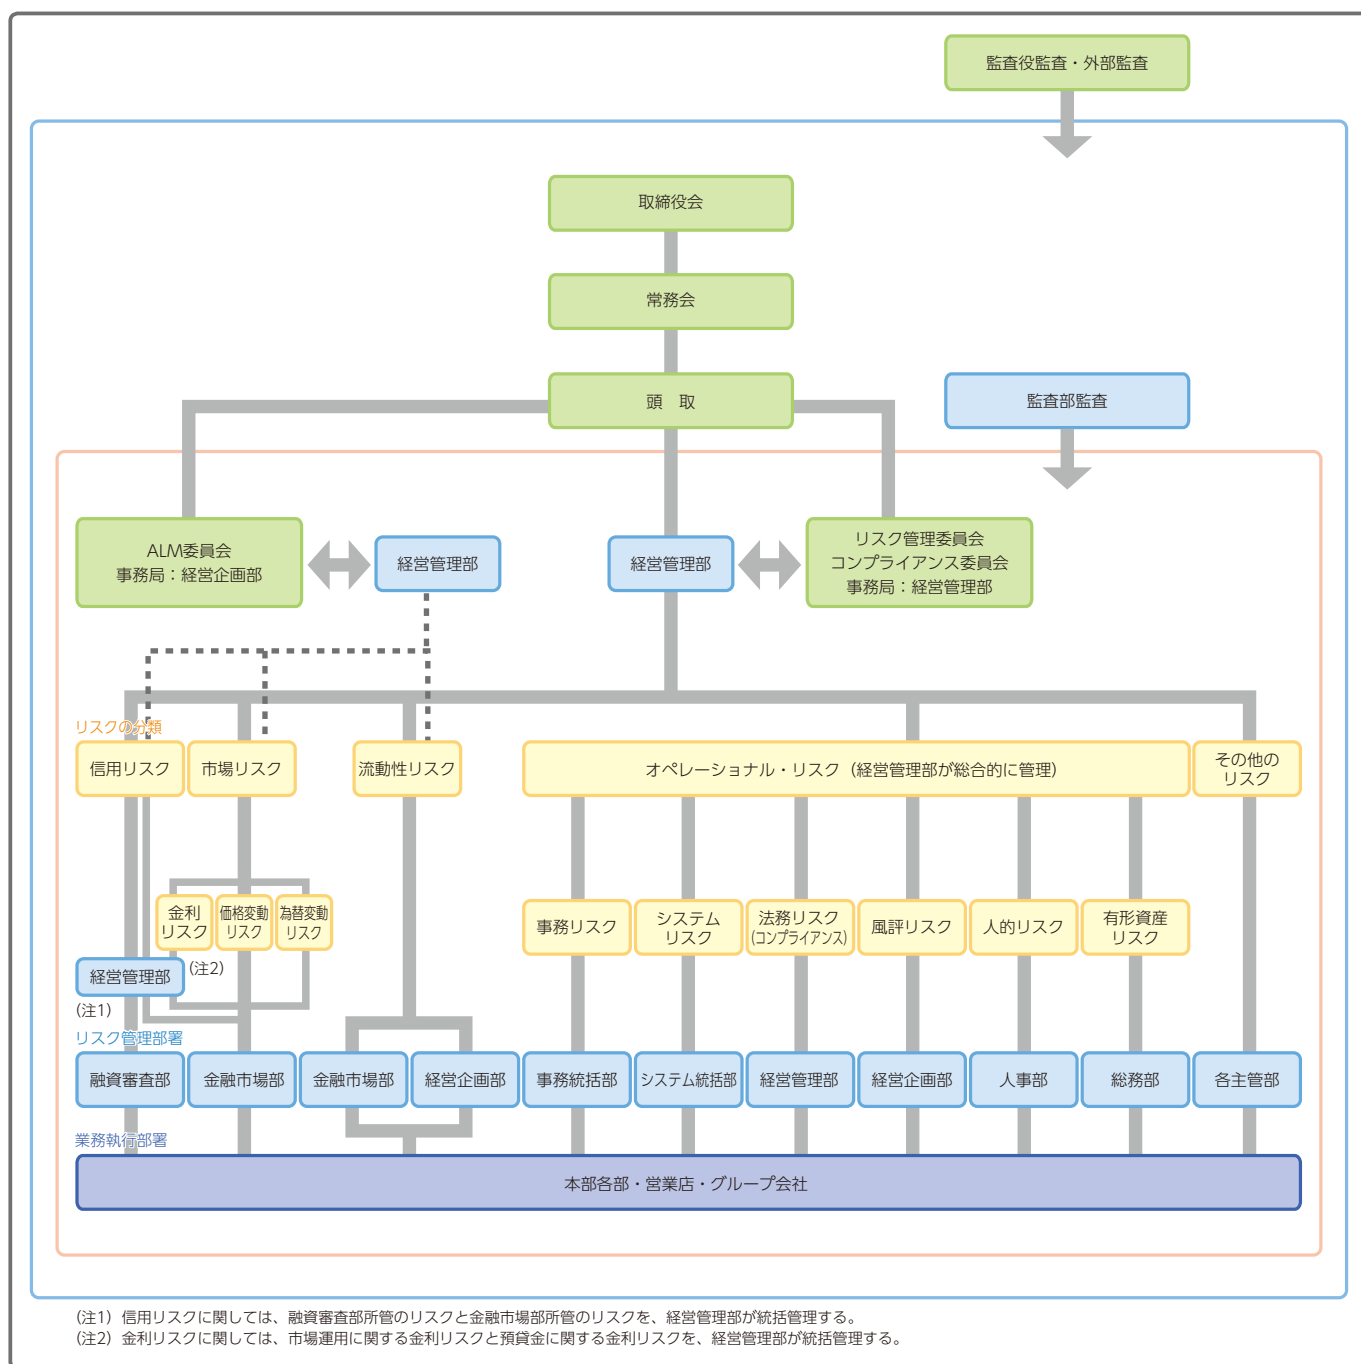 監査役監査・外部監査
取締役会
常務会
頭　取
監査部監査
ALM委員会
事務局：経営企画部
経営管理部
経営管理部
リスク管理委員会
コンプライアンス委員会
事務局：経営管理部
リスクの分類
信用リスク
市場リスク
流動性リスク
オペレーショナル・リスク（経営管理部が総合的に管理）
その他の
リスク
金利
リスク
価格変動
リスク
為替変動
リスク
事務リスク
システム
リスク
法務リスク
(コンプライアンス)
風評リスク
人的リスク
有形資産
リスク
経営管理部
（注2）
（注1）
リスク管理部署
融資審査部
金融市場部
金融市場部
経営企画部
事務統括部
システム統括部
経営管理部
経営企画部
人事部
総務部
各主管部
業務執行部署
本部各部・営業店・グループ会社
（注1）信用リスクに関しては、融資審査部所管のリスクと金融市場部所管のリスクを、経営管理部が統括管理する。
（注2）金利リスクに関しては、市場運用に関する金利リスクと預貸金に関する金利リスクを、経営管理部が統括管理する。